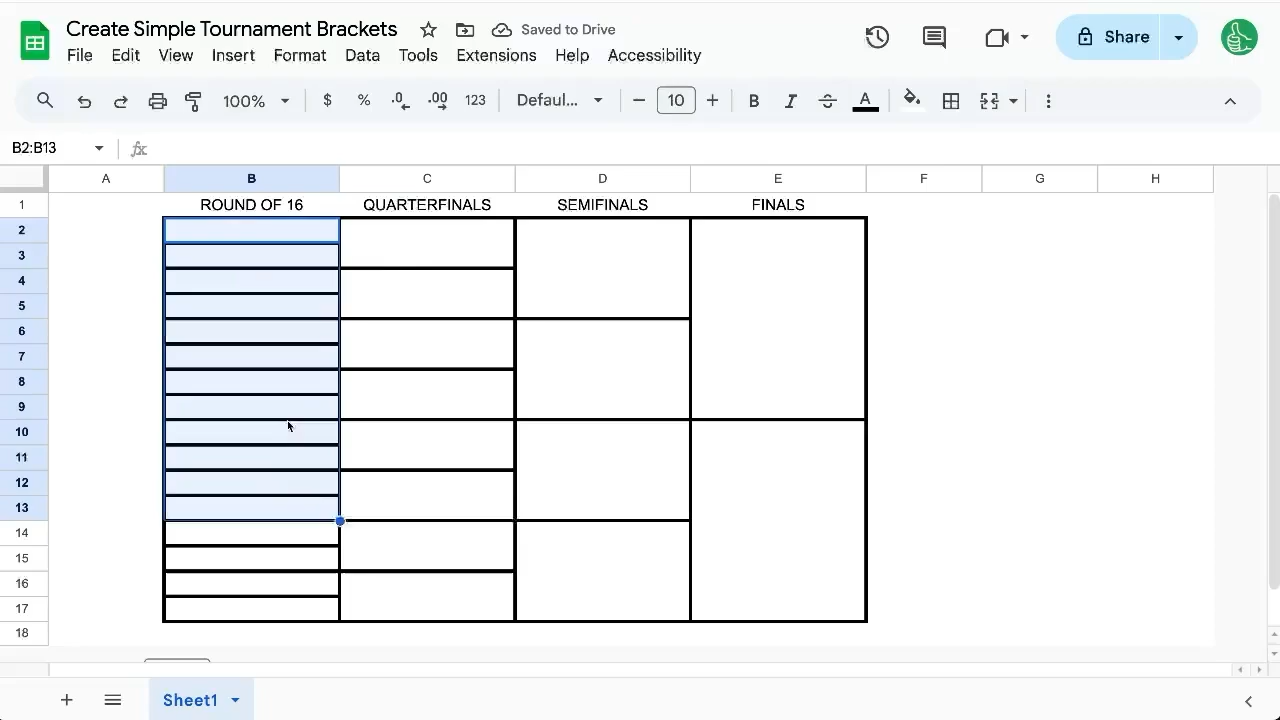 Create Simple Tournament Brackets Saved to Drive
File Edit View Insert Format Data Tools Extensions Help Accessibility
Share
100% $ % .0 .00 123 Defaul... 10 B I A
B2:B13 fx
A B C D E F G H
1 ROUND OF 16 QUARTERFINALS SEMIFINALS FINALS
2
3
4
5
6
7
8
9
10
11
12
13
14
15
16
17
18
Sheet1